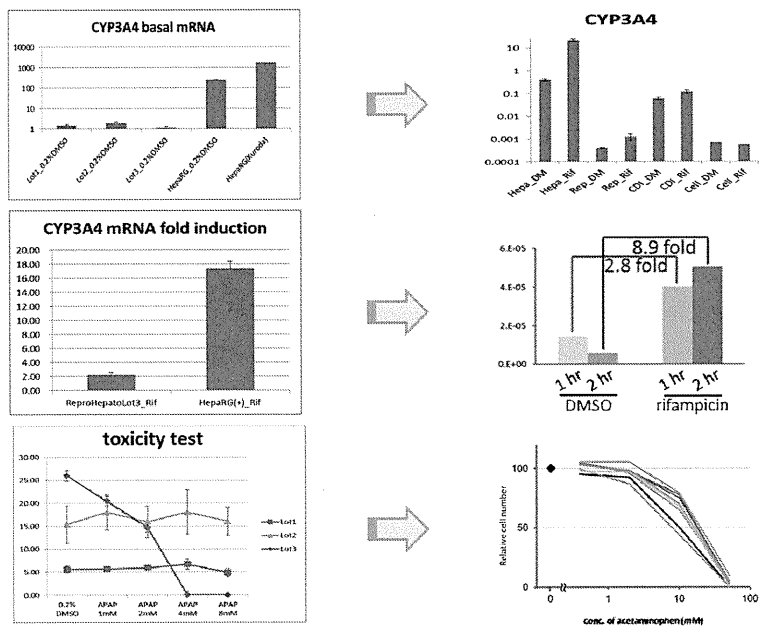 CYP3A4 basal mRNA
10000
1000
100
10
1
Lot1_0.2%DMSO
Lot2_0.2%DMSO
Lot3_0.2%DMSO
HepaRG_0.2%DMSO
HepaRG(Kuroda)
CYP3A4
10
1
0.1
0.01
0.001
0.0001
Hepa_DM
Hepa_Rif
Rep_DM
Rep_Rif
CDI_DM
CDI_Rif
Cell_DM
Cell_Rif
CYP3A4 mRNA fold induction
20.00
18.00
16.00
14.00
12.00
10.00
8.00
6.00
4.00
2.00
0.00
ReproHepatoLot3_Rif
HepaRG(+)_Rif
6.E-05
4.E-05
2.E-05
0.E+00
8.9 fold
2.8 fold
1 hr
2 hr
1 hr
2 hr
DMSO
rifampicin
toxicity test
30.00
25.00
20.00
15.00
10.00
5.00
0.00
0.2% DMSO
APAP 1mM
APAP 2mM
APAP 4mM
APAP 8mM
Lot1
Lot2
Lot3
Relative cell number
100
50
0
0
1
10
100
conc. of acetaminophen (mM)